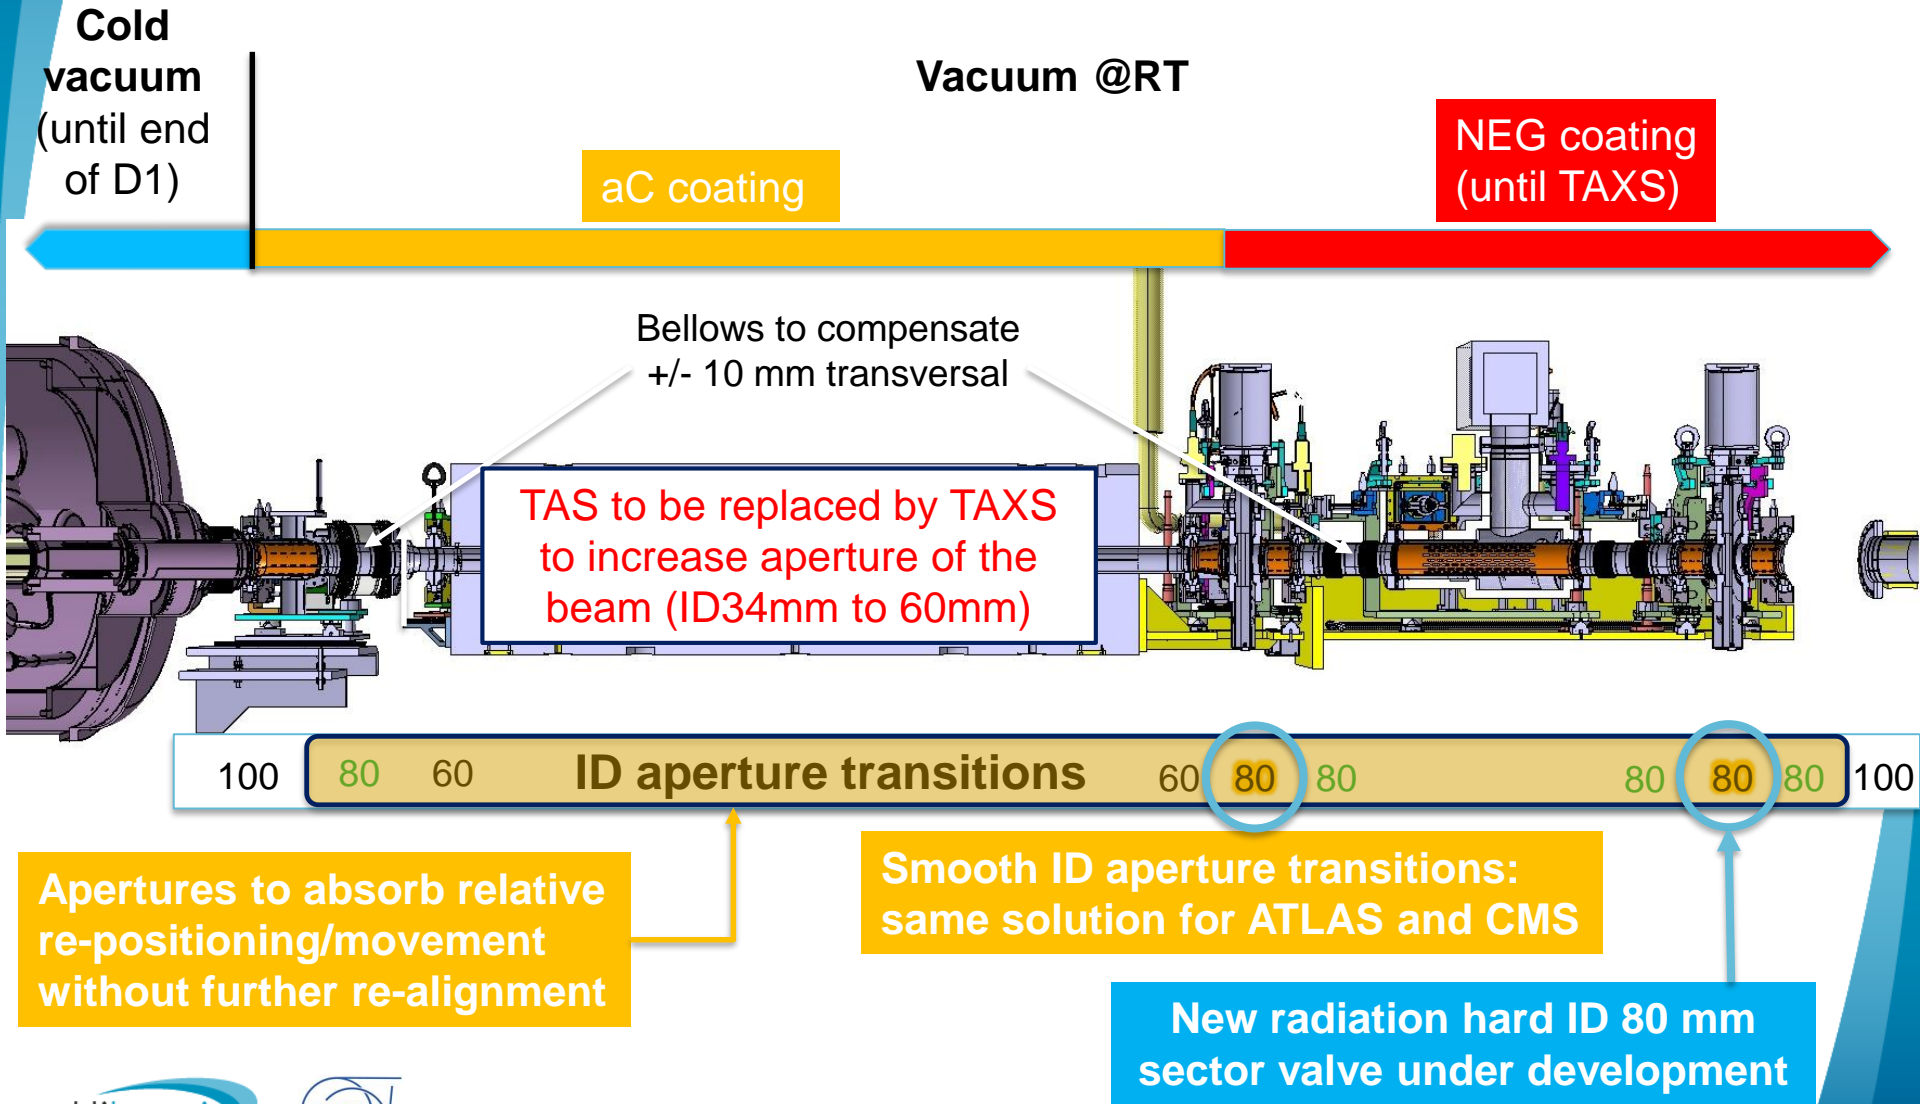 Cold
vacuum
(until end
of D1)
Vacuum @RT
aC coating
NEG coating
(until TAXS)
Bellows to compensate
+/- 10 mm transversal
TAS to be replaced by TAXS
to increase aperture of the
beam (ID34mm to 60mm)
100 80 60 ID aperture transitions 60 80 80 80 80 80 100
Apertures to absorb relative
re-positioning/movement
without further re-alignment
Smooth ID aperture transitions:
same solution for ATLAS and CMS
New radiation hard ID 80 mm
sector valve under development